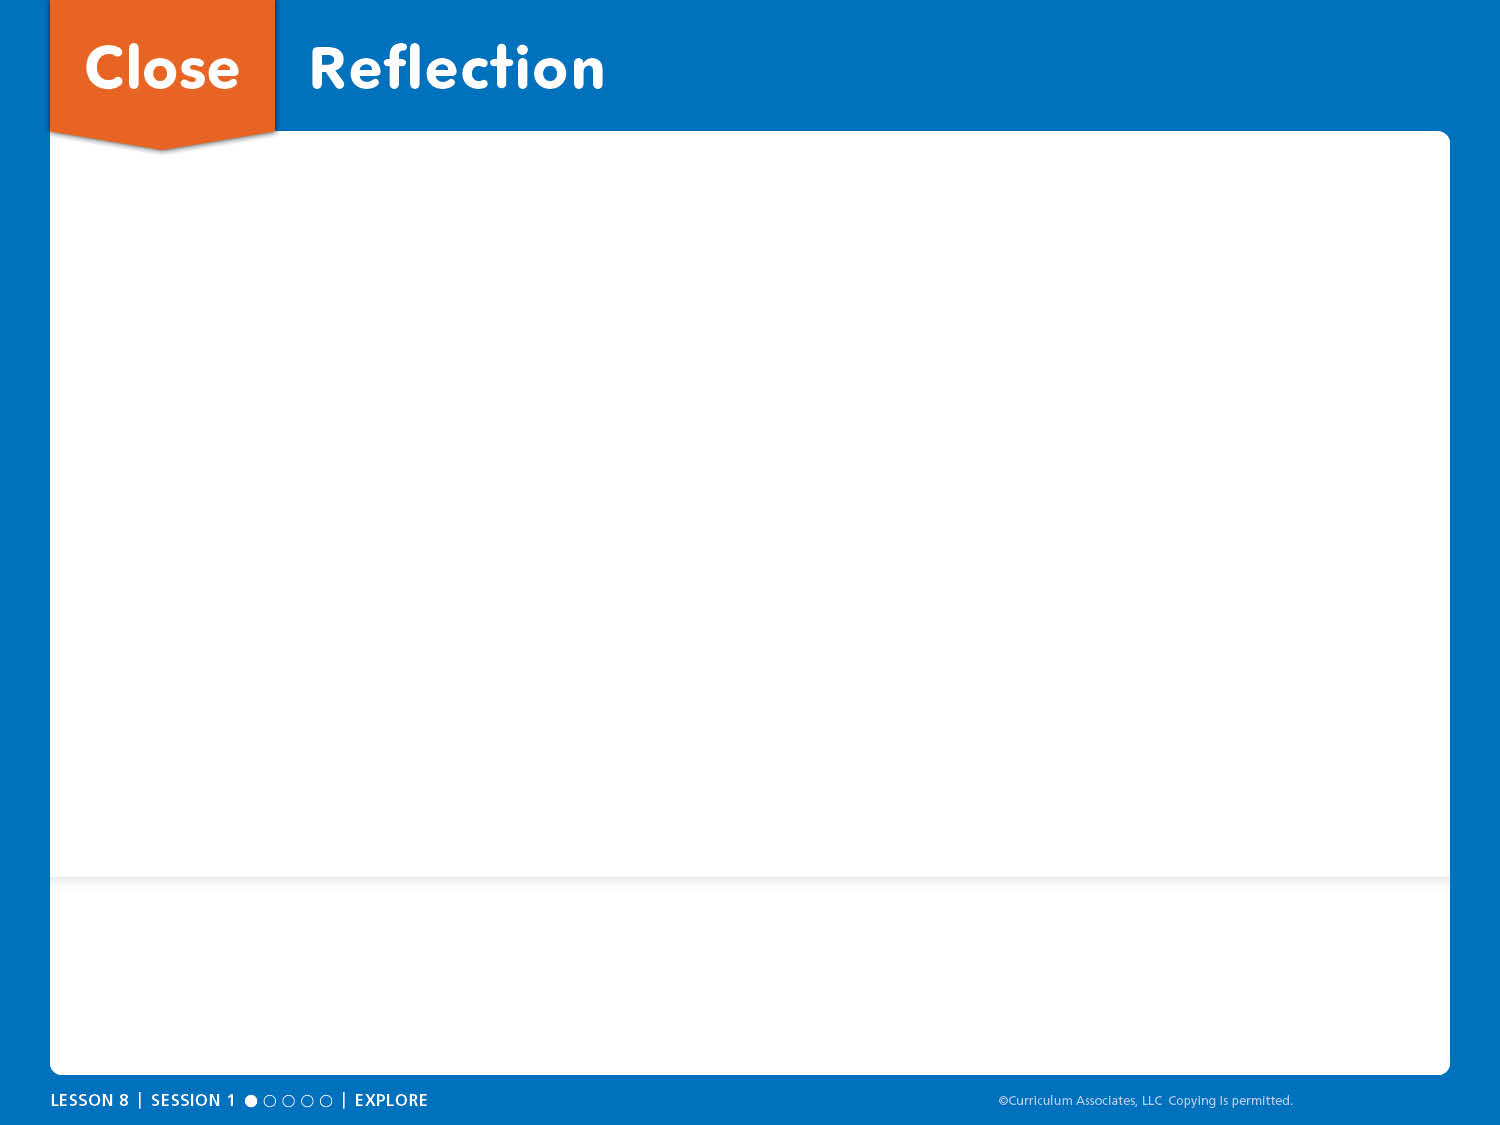 Close
Reflection
LESSON 8 | SESSION 1 ● ○ ○ ○ ○ | EXPLORE
©Curriculum Associates, LLC Copying is permitted.